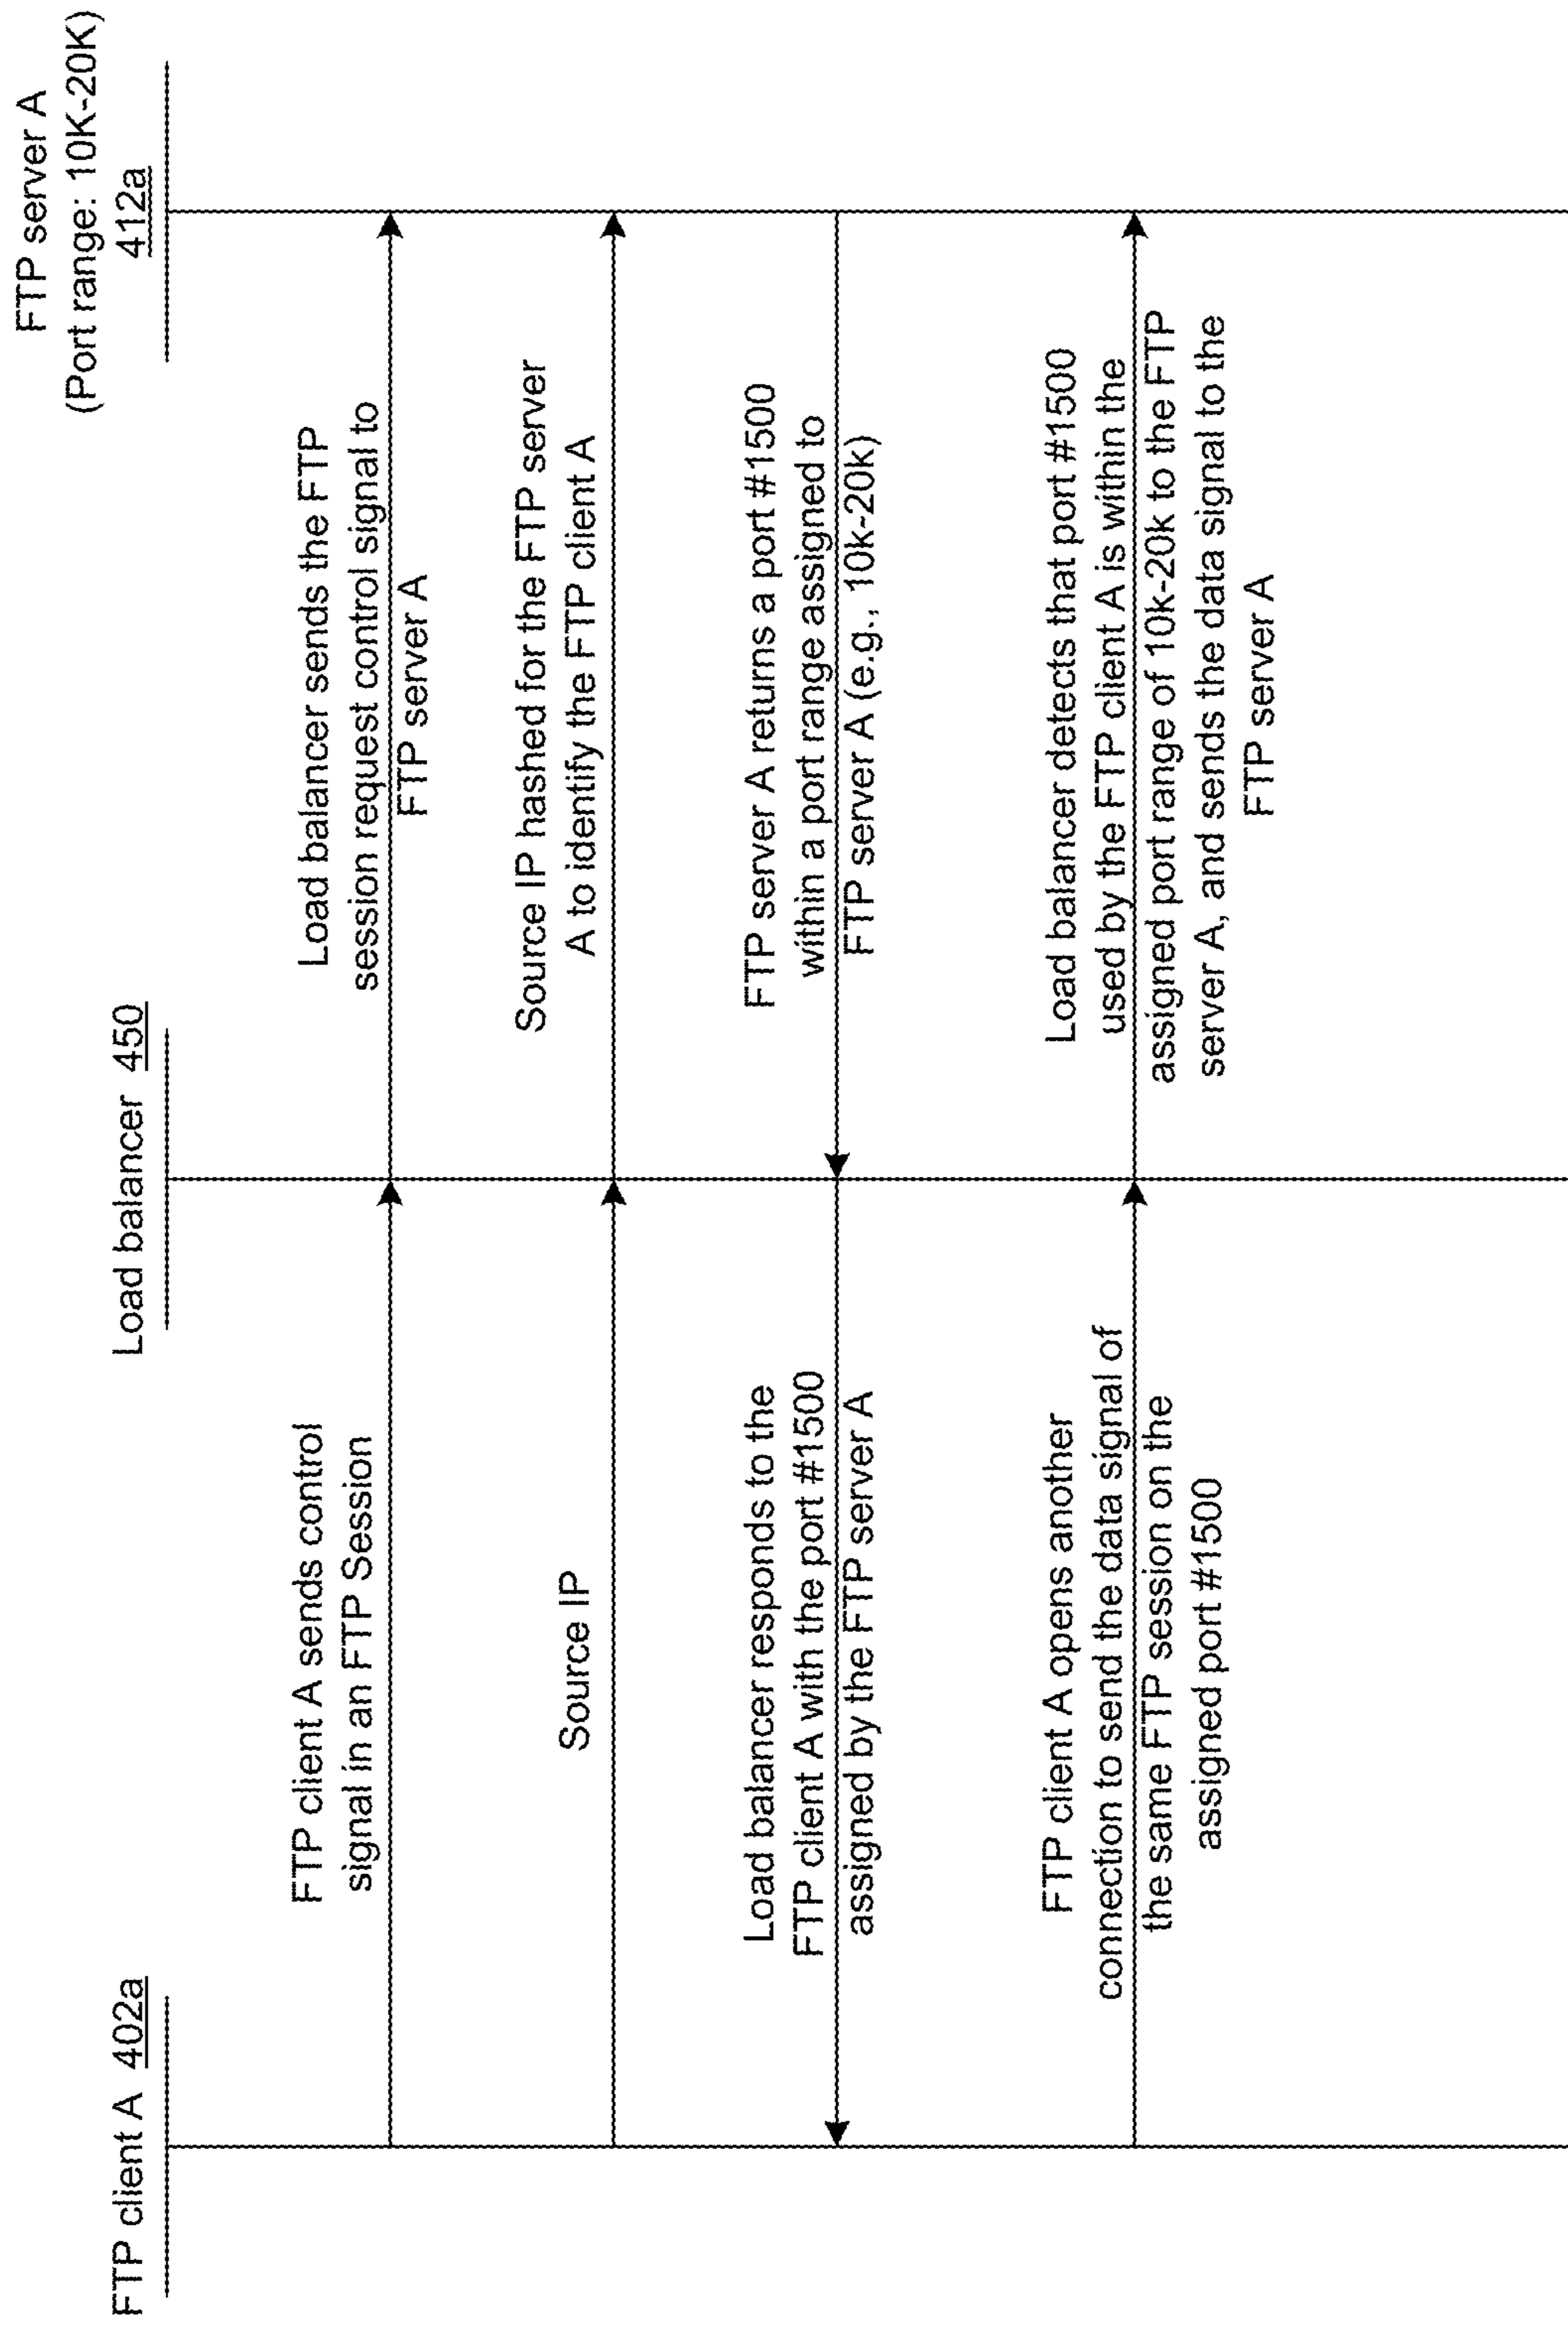 FTP client A 402a
Load balancer 450
FTP server A
(Port range: 10K-20K)
412a
FTP client A sends control
signal in an FTP Session
Load balancer sends the FTP
session request control signal to
FTP server A
Source IP
Source IP hashed for the FTP server
A to identify the FTP client A
Load balancer responds to the
FTP client A with the port #1500
assigned by the FTP server A
FTP server A returns a port #1500
within a port range assigned to
FTP server A (e.g., 10k-20k)
FTP client A opens another
connection to send the data signal of
the same FTP session on the
assigned port #1500
Load balancer detects that port #1500
used by the FTP client A is within the
assigned port range of 10k-20k to the FTP
server A, and sends the data signal to the
FTP server A